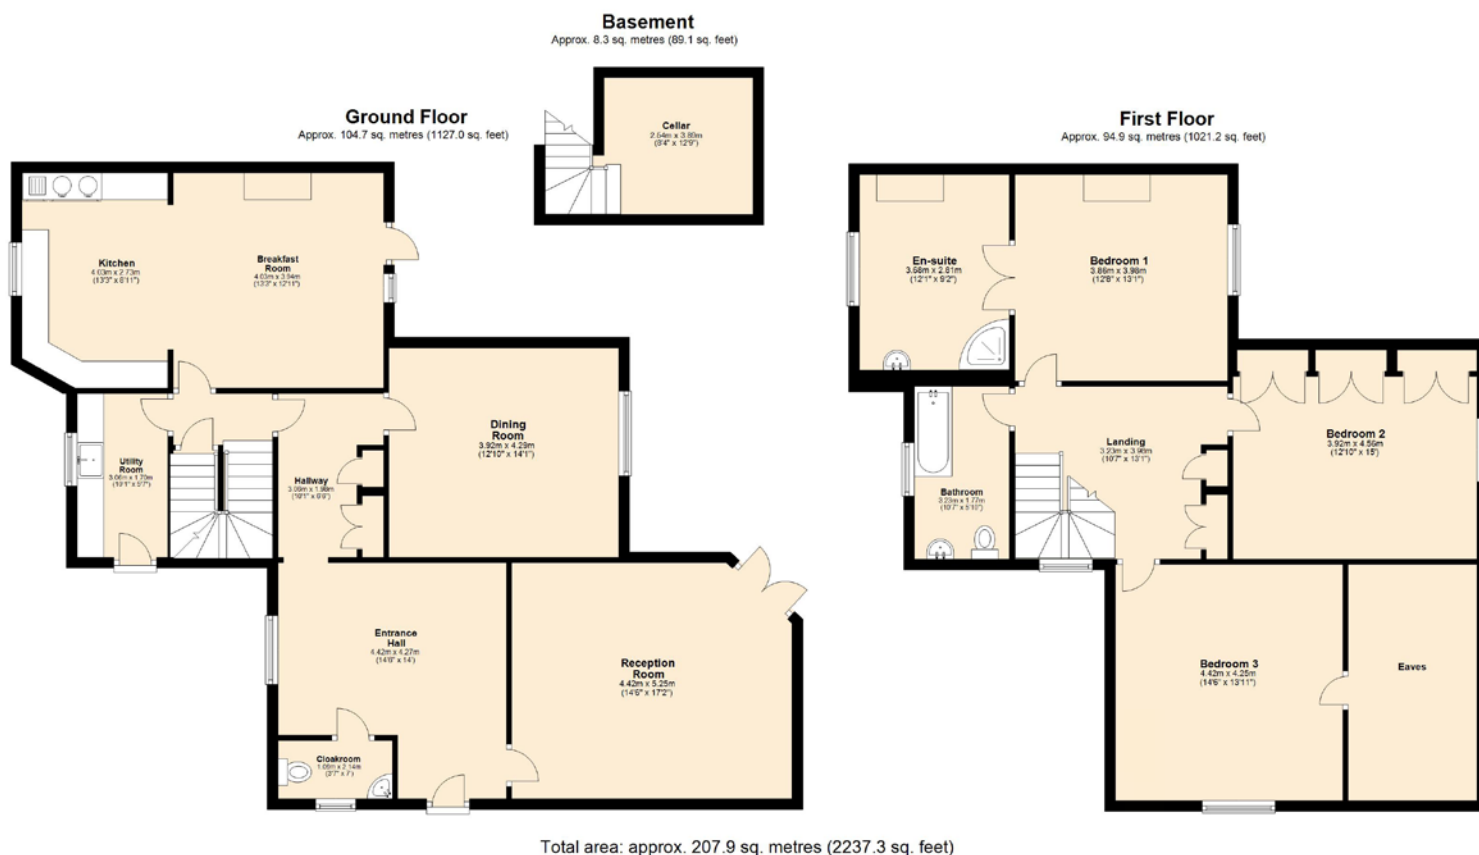 Basement
Approx. 8.3 sq. metres (89.1 sq. feet)
Cellar
2.54m x 3.89m
(8'4" x 12'9")
Ground Floor
Approx. 104.7 sq. metres (1127.0 sq. feet)
Kitchen
4.03m x 2.73m
(13'3" x 8'11")
Breakfast
Room
4.03m x 3.94m
(13'3" x 12'11")
Dining
Room
3.92m x 4.29m
(12'10" x 14'1")
Utility
Room
3.06m x 1.70m
(10'1" x 5'7")
Hallway
(10'1" x 6'6")
Entrance
Hall
4.42m x 4.27m
(14'6" x 14')
Reception
Room
4.42m x 5.25m
(14'6" x 17'2")
Cloakroom
1.09m x 2.14m
(3'7" x 7')
First Floor
Approx. 94.9 sq. metres (1021.2 sq. feet)
En-suite
3.68m x 2.81m
(12'1" x 9'2")
Bedroom 1
3.86m x 3.98m
(12'8" x 13'1")
Landing
3.23m x 3.98m
(10'7" x 13'1")
Bedroom 2
3.92m x 4.56m
(12'10" x 15')
Bathroom
3.23m x 1.77m
(10'7" x 5'10")
Bedroom 3
4.42m x 4.25m
(14'6" x 13'11")
Eaves
Total area: approx. 207.9 sq. metres (2237.3 sq. feet)